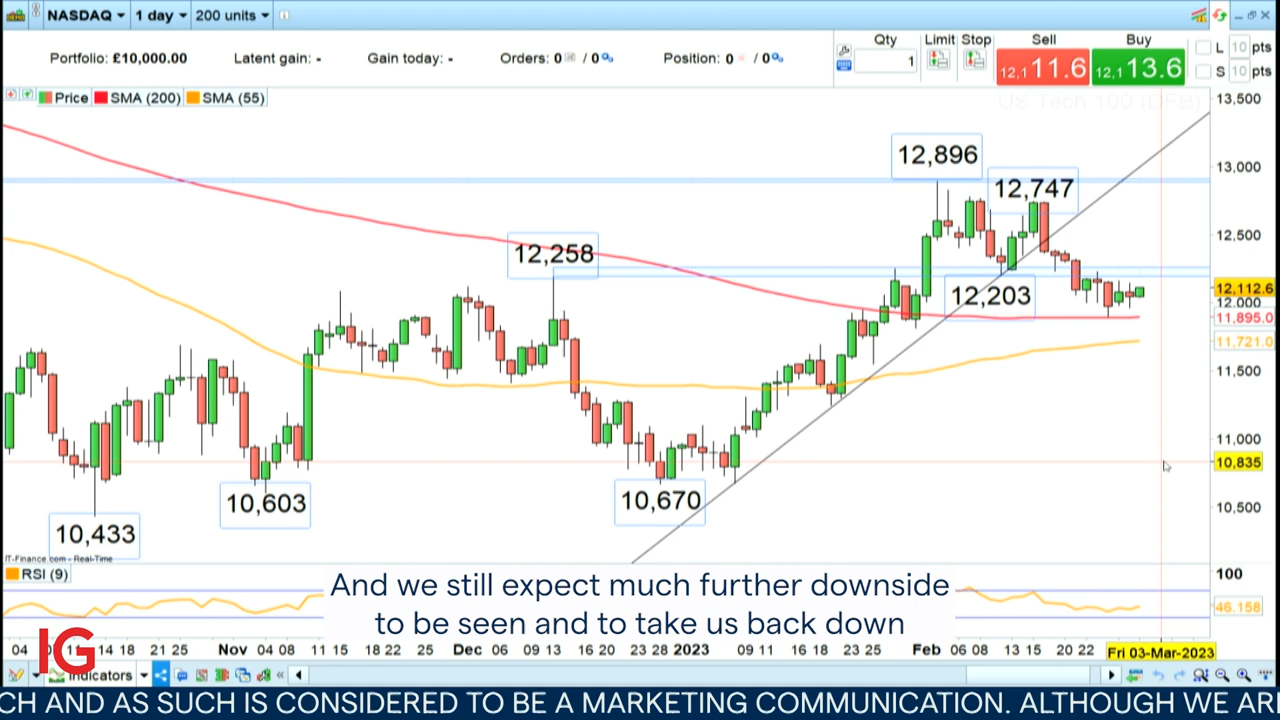 NASDAQ 1 day 200 units
Portfolio: £10,000.00 Latent gain: - Gain today: - Orders: 0 / 0 Position: 0 / 0
Qty Limit Stop Sell Buy
1 12,111.6 12,113.6
L 10 pts
S 10 pts
Price SMA (200) SMA (55)
US Tech 100 (DFB)
13,500
12,896
13,000
12,747
12,500
12,258
12,203
12,112.6
12,000
11,895.0
11,721.0
11,500
11,000
10,835
10,670
10,603
10,500
10,433
IT-Finance.com - Real-Time
RSI (9)
100
46.158
And we still expect much further downside
to be seen and to take us back down
04 14 18 21 25 Nov 04 08 11 15 18 22 25 Dec 06 09 13 16 20 23 28 2023 09 11 16 18 23 25 Feb 06 08 13 15 20 22 Fri 03-Mar-2023
IG
Indicators
CH AND AS SUCH IS CONSIDERED TO BE A MARKETING COMMUNICATION. ALTHOUGH WE ARE